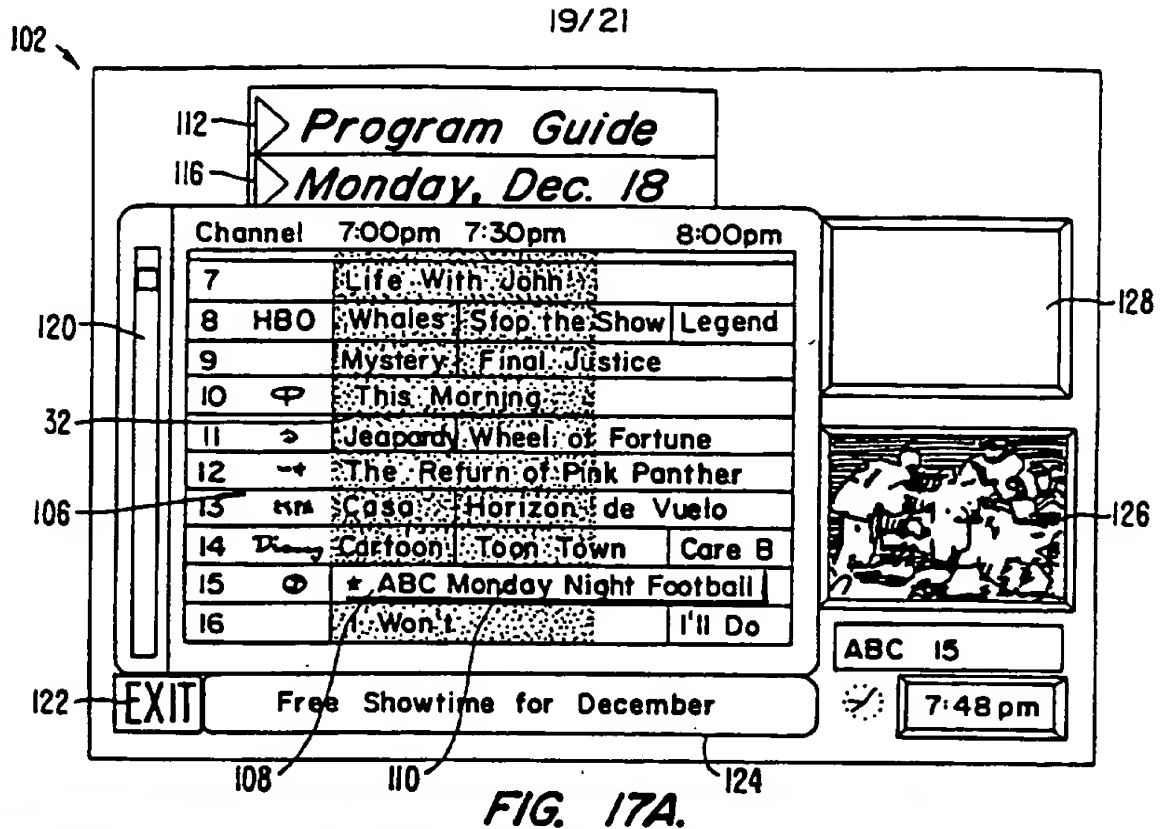 19/21
102
112 Program Guide
116 Monday, Dec. 18
Channel 7:00pm 7:30pm 8:00pm
7 Life With John
8 HBO Whales Stop the Show Legend
128
120
9 Mystery Final Justice
10 This Morning
32
11 Jeapardy Wheel of Fortune
12 The Return of Pink Panther
106
13 Casa Horizon de Vuelo
126
14 Disney Cartoon Toon Town Care B
15 ★ ABC Monday Night Football
16 I Won't I'll Do
ABC 15
122 EXIT Free Showtime for December
7:48 pm
108 110 124
FIG. 17A.